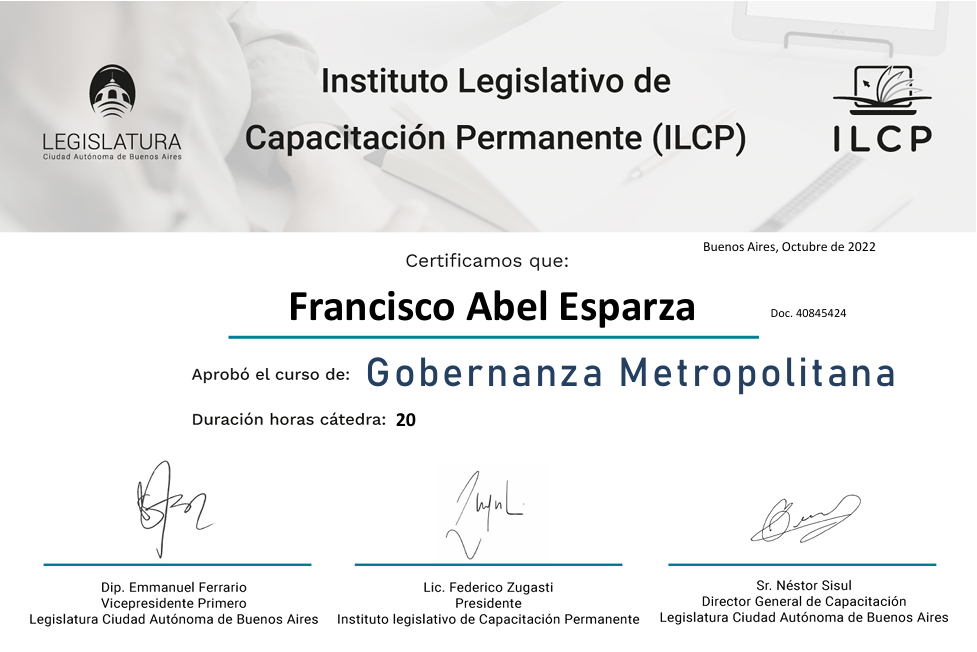 Instituto Legislativo de
Capacitación Permanente (ILCP)
LEGISLATURA
Ciudad Autónoma de Buenos Aires
ILCP
Buenos Aires, Octubre de 2022
Certificamos que:
Francisco Abel Esparza
Doc. 40845424
Aprobó el curso de: Gobernanza Metropolitana
Duración horas cátedra: 20
Dip. Emmanuel Ferrario
Vicepresidente Primero
Legislatura Ciudad Autónoma de Buenos Aires
Lic. Federico Zugasti
Presidente
Instituto legislativo de Capacitación Permanente
Sr. Néstor Sisul
Director General de Capacitación
Legislatura Ciudad Autónoma de Buenos Aires